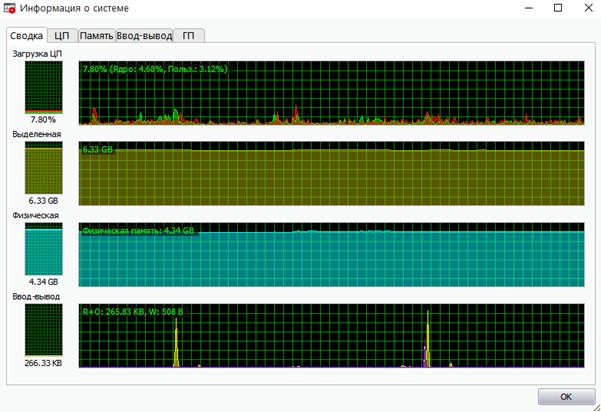 Информация о системе
Сводка ЦП Память Ввод-вывод ГП
Загрузка ЦП
7.80% (Ядро: 4.68%, Польз.: 3.12%)
7.80%
Выделенная
6.33 GB
6.33 GB
Физическая
Физическая память: 4.34 GB
4.34 GB
Ввод-вывод
R+O: 265.83 KB, W: 508 B
266.33 KB
OK